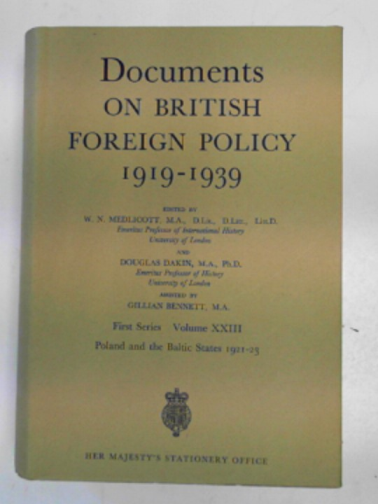 Documents
ON BRITISH
FOREIGN POLICY
1919-1939
EDITED BY
W. N. MEDLICOTT, M.A., D.Lit., D.Litt., Litt.D.
Emeritus Professor of International History
University of London
AND
DOUGLAS DAKIN, M.A., Ph.D.
Emeritus Professor of History
University of London
ASSISTED BY
GILLIAN BENNETT, M.A.
First Series Volume XXIII
Poland and the Baltic States 1921-23
HER MAJESTY'S STATIONERY OFFICE